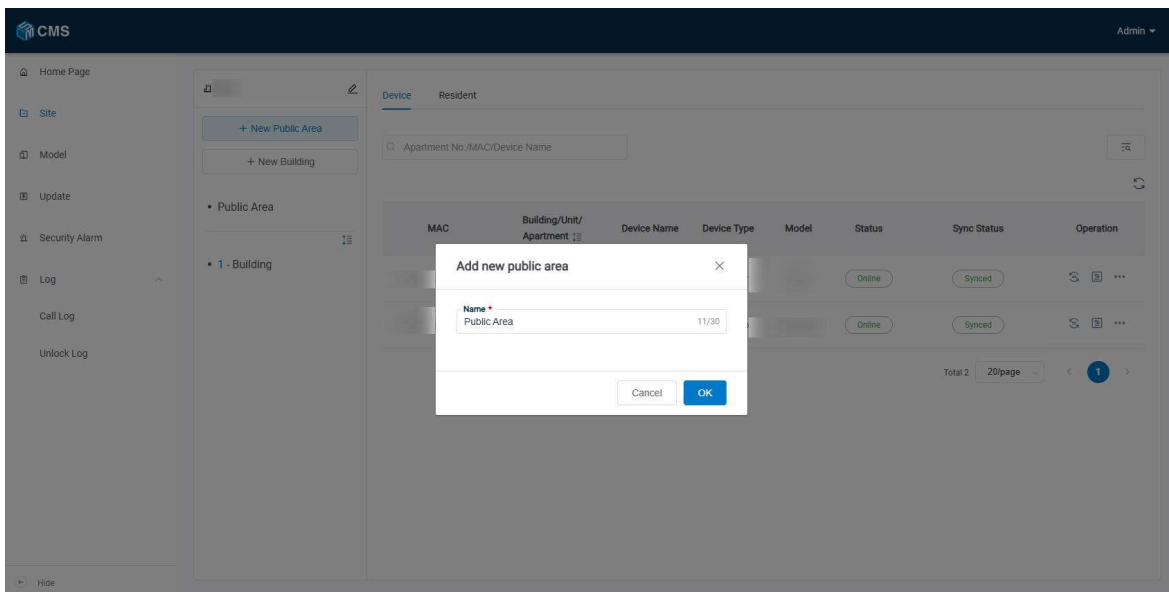 CMS
Admin
Home Page
Site
Model
Update
Security Alarm
Log
Call Log
Unlock Log
Hide
+ New Public Area
+ New Building
• Public Area
• 1 - Building
Device Resident
Apartment No./MAC/Device Name
MAC Building/Unit/ Apartment Device Name Device Type Model Status Sync Status Operation
Online Synced
Online Synced
Total 2 20/page < 1 >
Add new public area
Name *
Public Area 11/30
Cancel OK